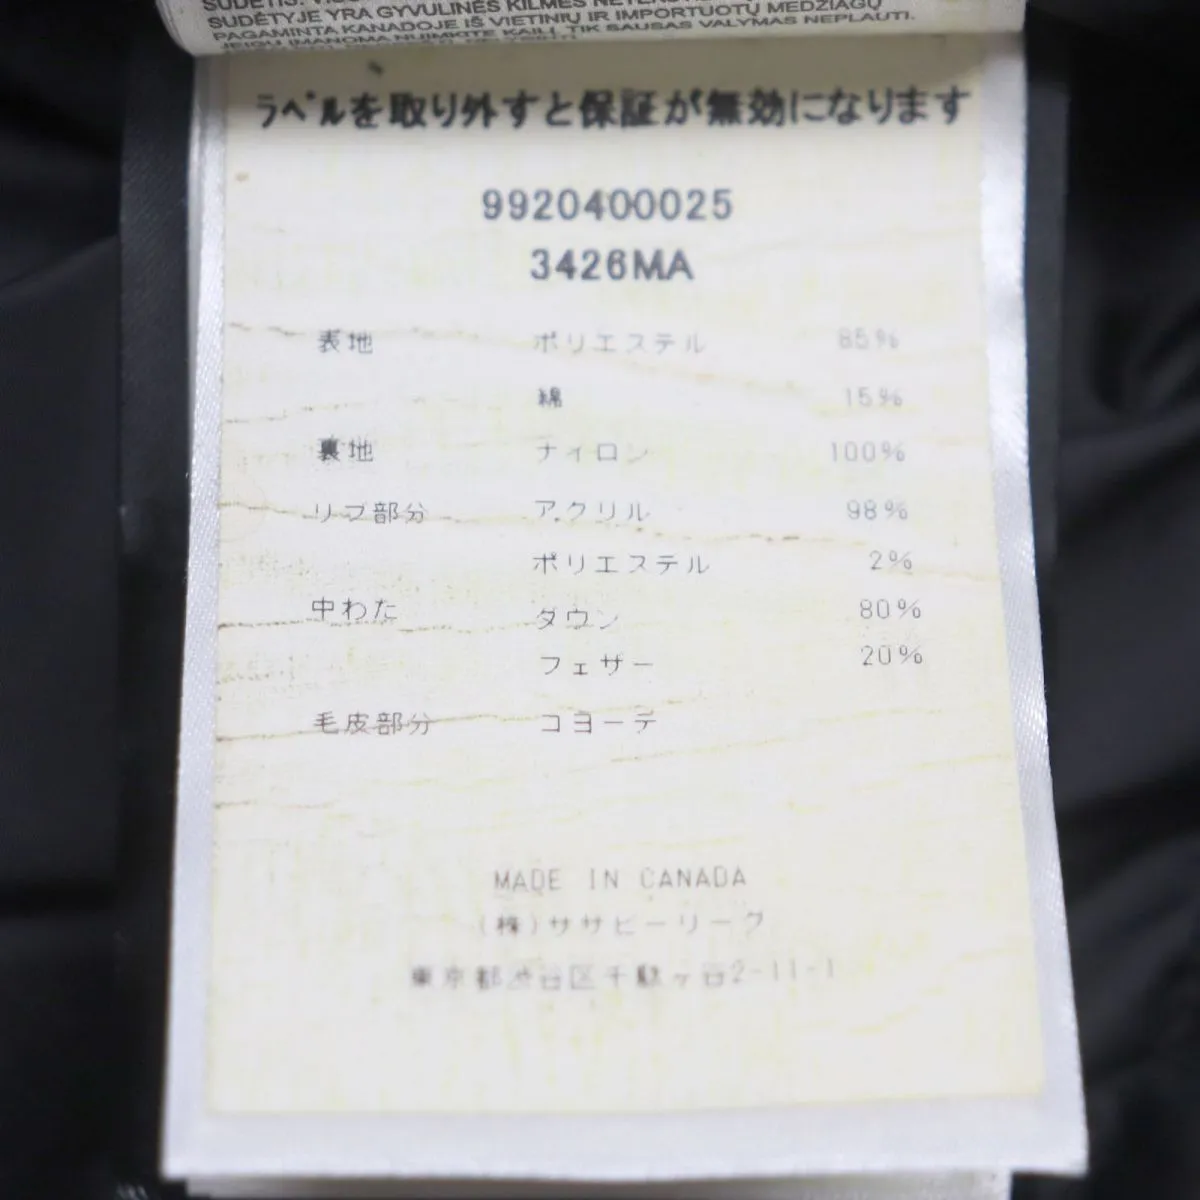 SUDĖTYJE YRA GYVULINĖS KILMĖS
PAGAMINTA KANADOJE IŠ VIETINIŲ IR IMPORTUOTŲ MEDŽIAGŲ
TIK SAUSAS VALYMAS NEPLAUTI.
ラベルを取り外すと保証が無効になります
9920400025
3426MA
表地 ポリエステル 85%
綿 15%
裏地 ナイロン 100%
リブ部分 アクリル 98%
ポリエステル 2%
中わた ダウン 80%
フェザー 20%
毛皮部分 コヨーテ
MADE IN CANADA
(株)サザビーリーグ
東京都渋谷区千駄ヶ谷2-11-1